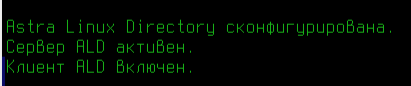 Astra Linux Directory сконфигурирована.
Сервер ALD активен.
Клиент ALD включен.